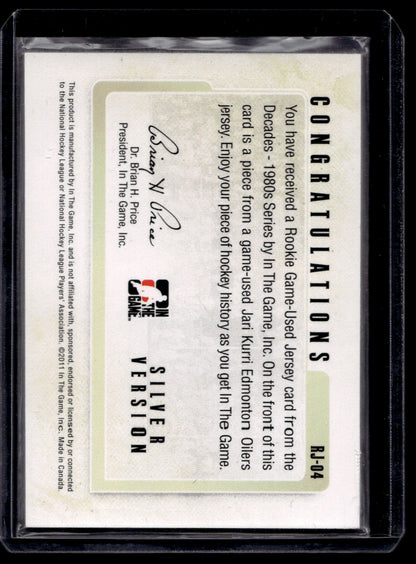 CONGRATULATIONS
RJ-04
You have received a Rookie Game-Used Jersey card from the
Decades - 1980s Series by In The Game, Inc. On the front of this
card is a piece from a game-used Jari Kurri Edmonton Oilers
jersey. Enjoy your piece of hockey history as you get In The Game.
Brian H Price
Dr. Brian H. Price
President, In The Game, Inc.
IN
THE
GAME
SILVER
VERSION
This product is manufactured by In The Game, Inc. and is not affiliated with, sponsored, endorsed or licensed by or connected
to the National Hockey League or National Hockey League Players' Association. ©2011 In The Game, Inc. Made in Canada.